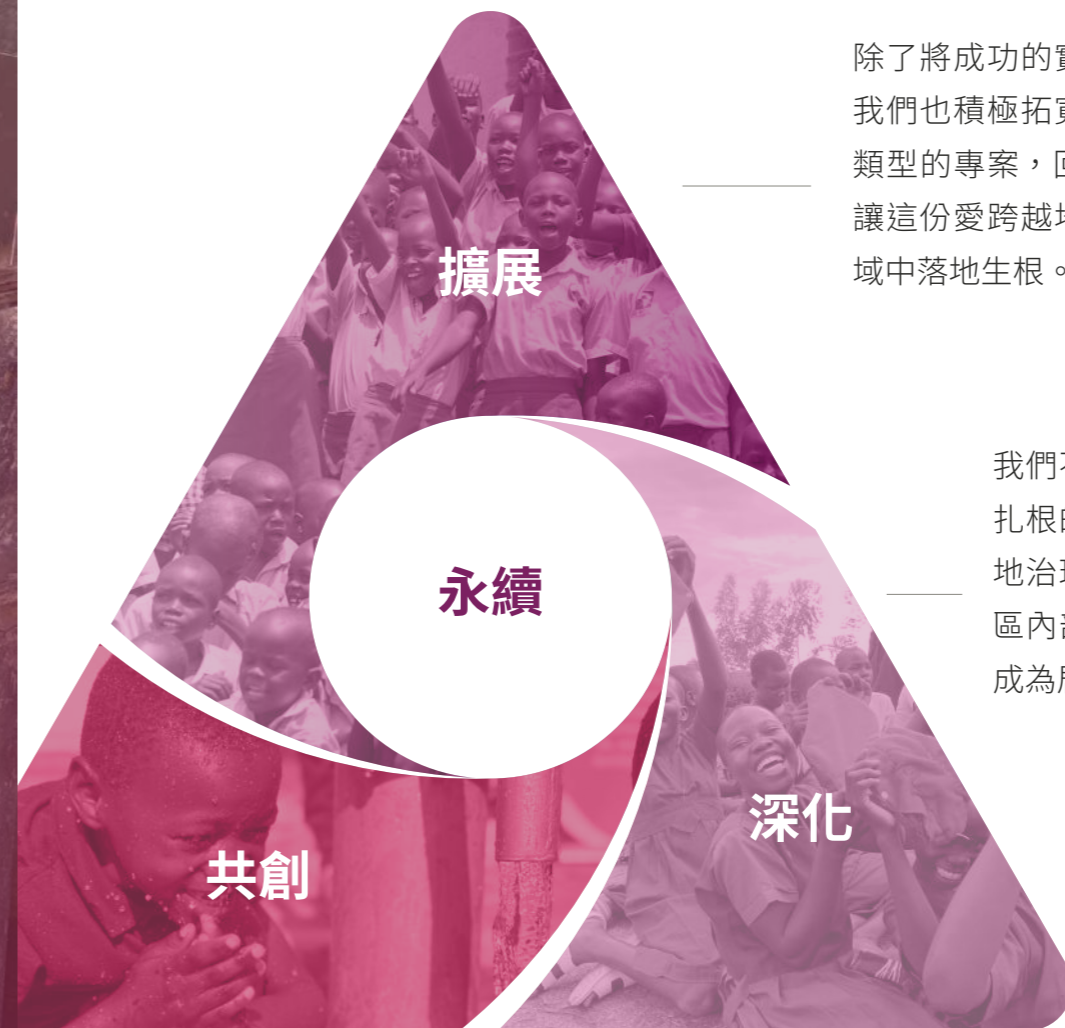 除了將成功的
我們也積極拓
類型的專案，
讓這份愛跨越
域中落地生根。
擴展
我們
扎根
地治
永續
區內
成為
深化
共創